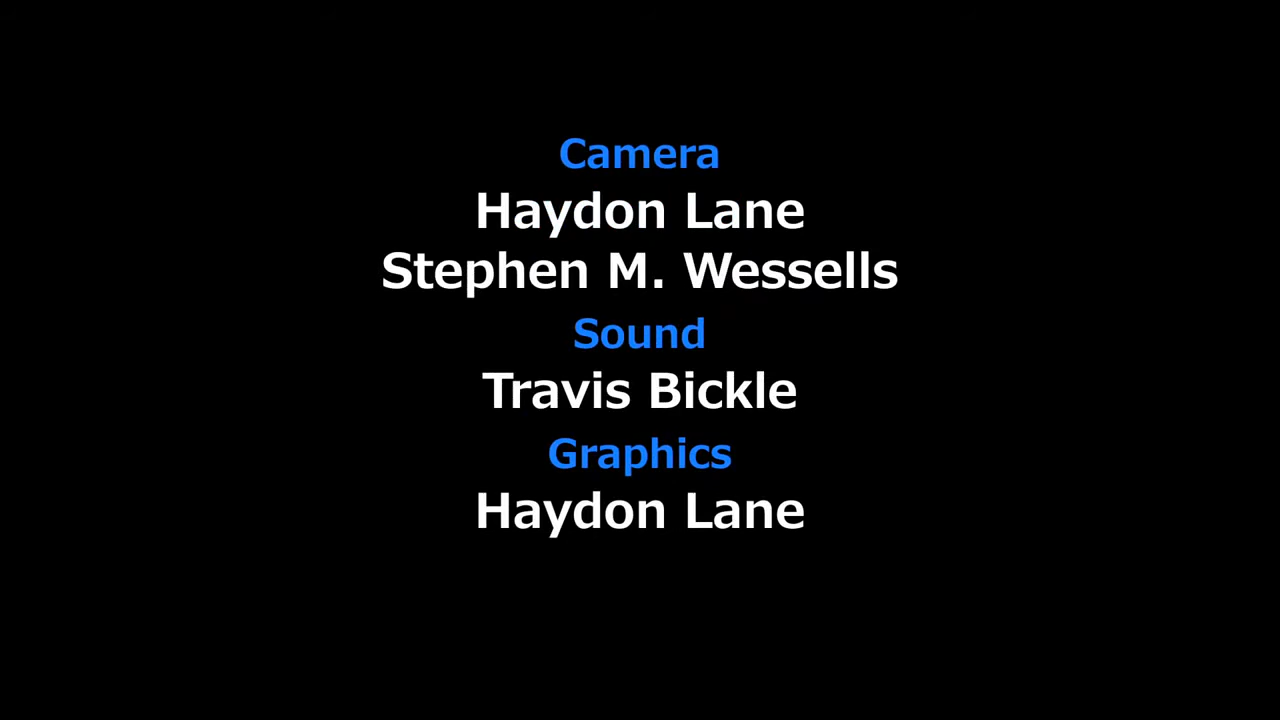 Camera
Haydon Lane
Stephen M. Wessells
Sound
Travis Bickle
Graphics
Haydon Lane